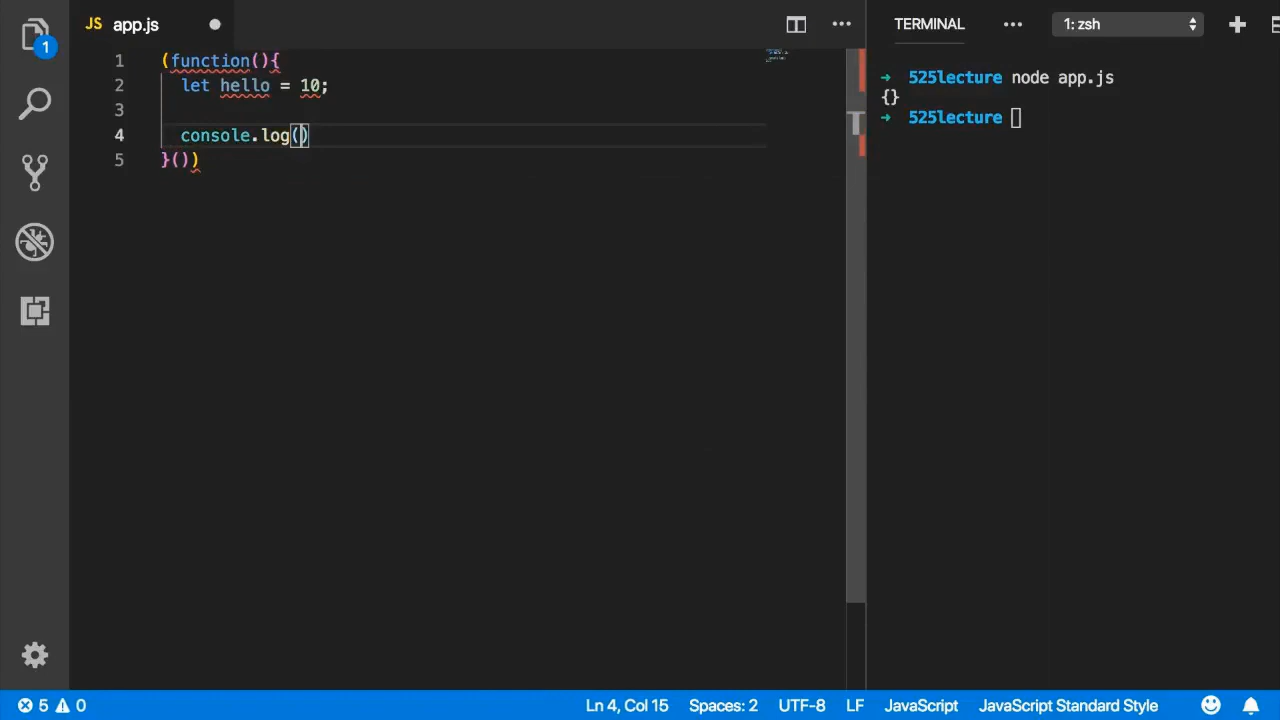 JS app.js
TERMINAL
1: zsh
1
1 (function(){
2 let hello = 10;
3
4 console.log()
5 }())
➜ 525lecture node app.js
{}
➜ 525lecture
5 0
Ln 4, Col 15
Spaces: 2
UTF-8
LF
JavaScript
JavaScript Standard Style